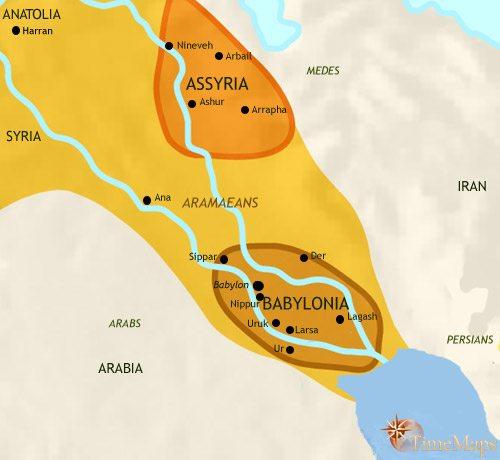 ANATOLIA
Harran
Nineveh
Arbail
MEDES
ASSYRIA
Ashur
Arrapha
SYRIA
IRAN
Ana
ARAMAEANS
Sippar
Der
Babylon
Nippur
BABYLONIA
Lagash
Uruk
Larsa
ARABS
PERSIANS
Ur
ARABIA
TimeMaps